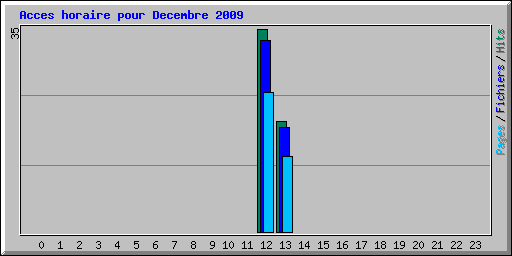 Acces horaire pour Decembre 2009
35
Pages / Fichiers / Hits
0 1 2 3 4 5 6 7 8 9 10 11 12 13 14 15 16 17 18 19 20 21 22 23